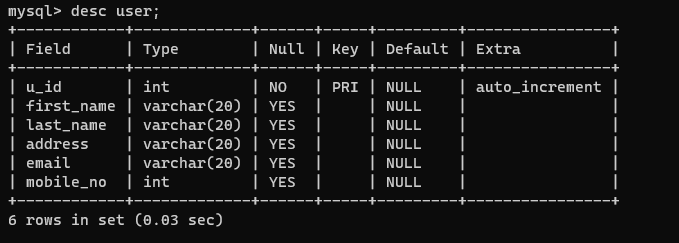 mysql> desc user;
+------------+-------------+------+-----+---------+----------------+
| Field      | Type        | Null | Key | Default | Extra          |
+------------+-------------+------+-----+---------+----------------+
| u_id       | int         | NO   | PRI | NULL    | auto_increment |
| first_name | varchar(20) | YES  |     | NULL    |                |
| last_name  | varchar(20) | YES  |     | NULL    |                |
| address    | varchar(20) | YES  |     | NULL    |                |
| email      | varchar(20) | YES  |     | NULL    |                |
| mobile_no  | int         | YES  |     | NULL    |                |
+------------+-------------+------+-----+---------+----------------+
6 rows in set (0.03 sec)